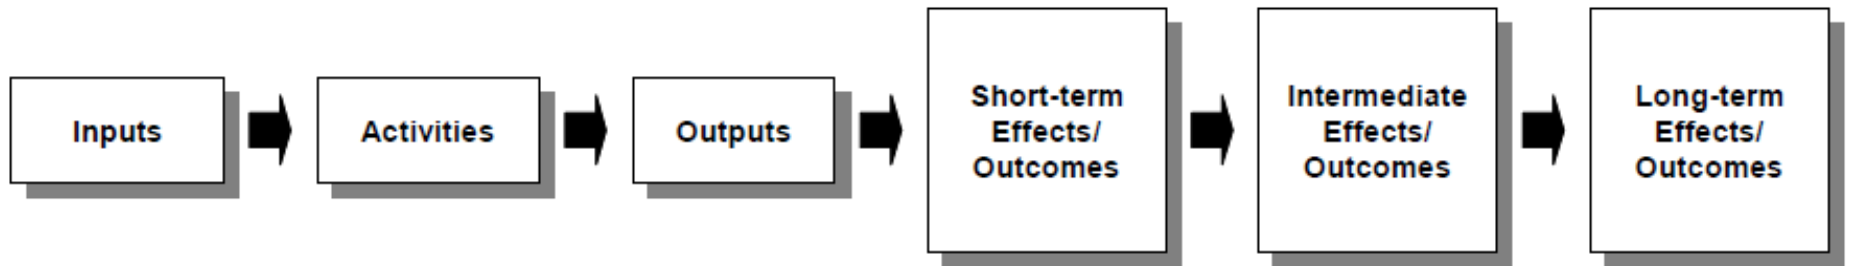 Inputs
Activities
Outputs
Short-term
Effects/
Outcomes
Intermediate
Effects/
Outcomes
Long-term
Effects/
Outcomes